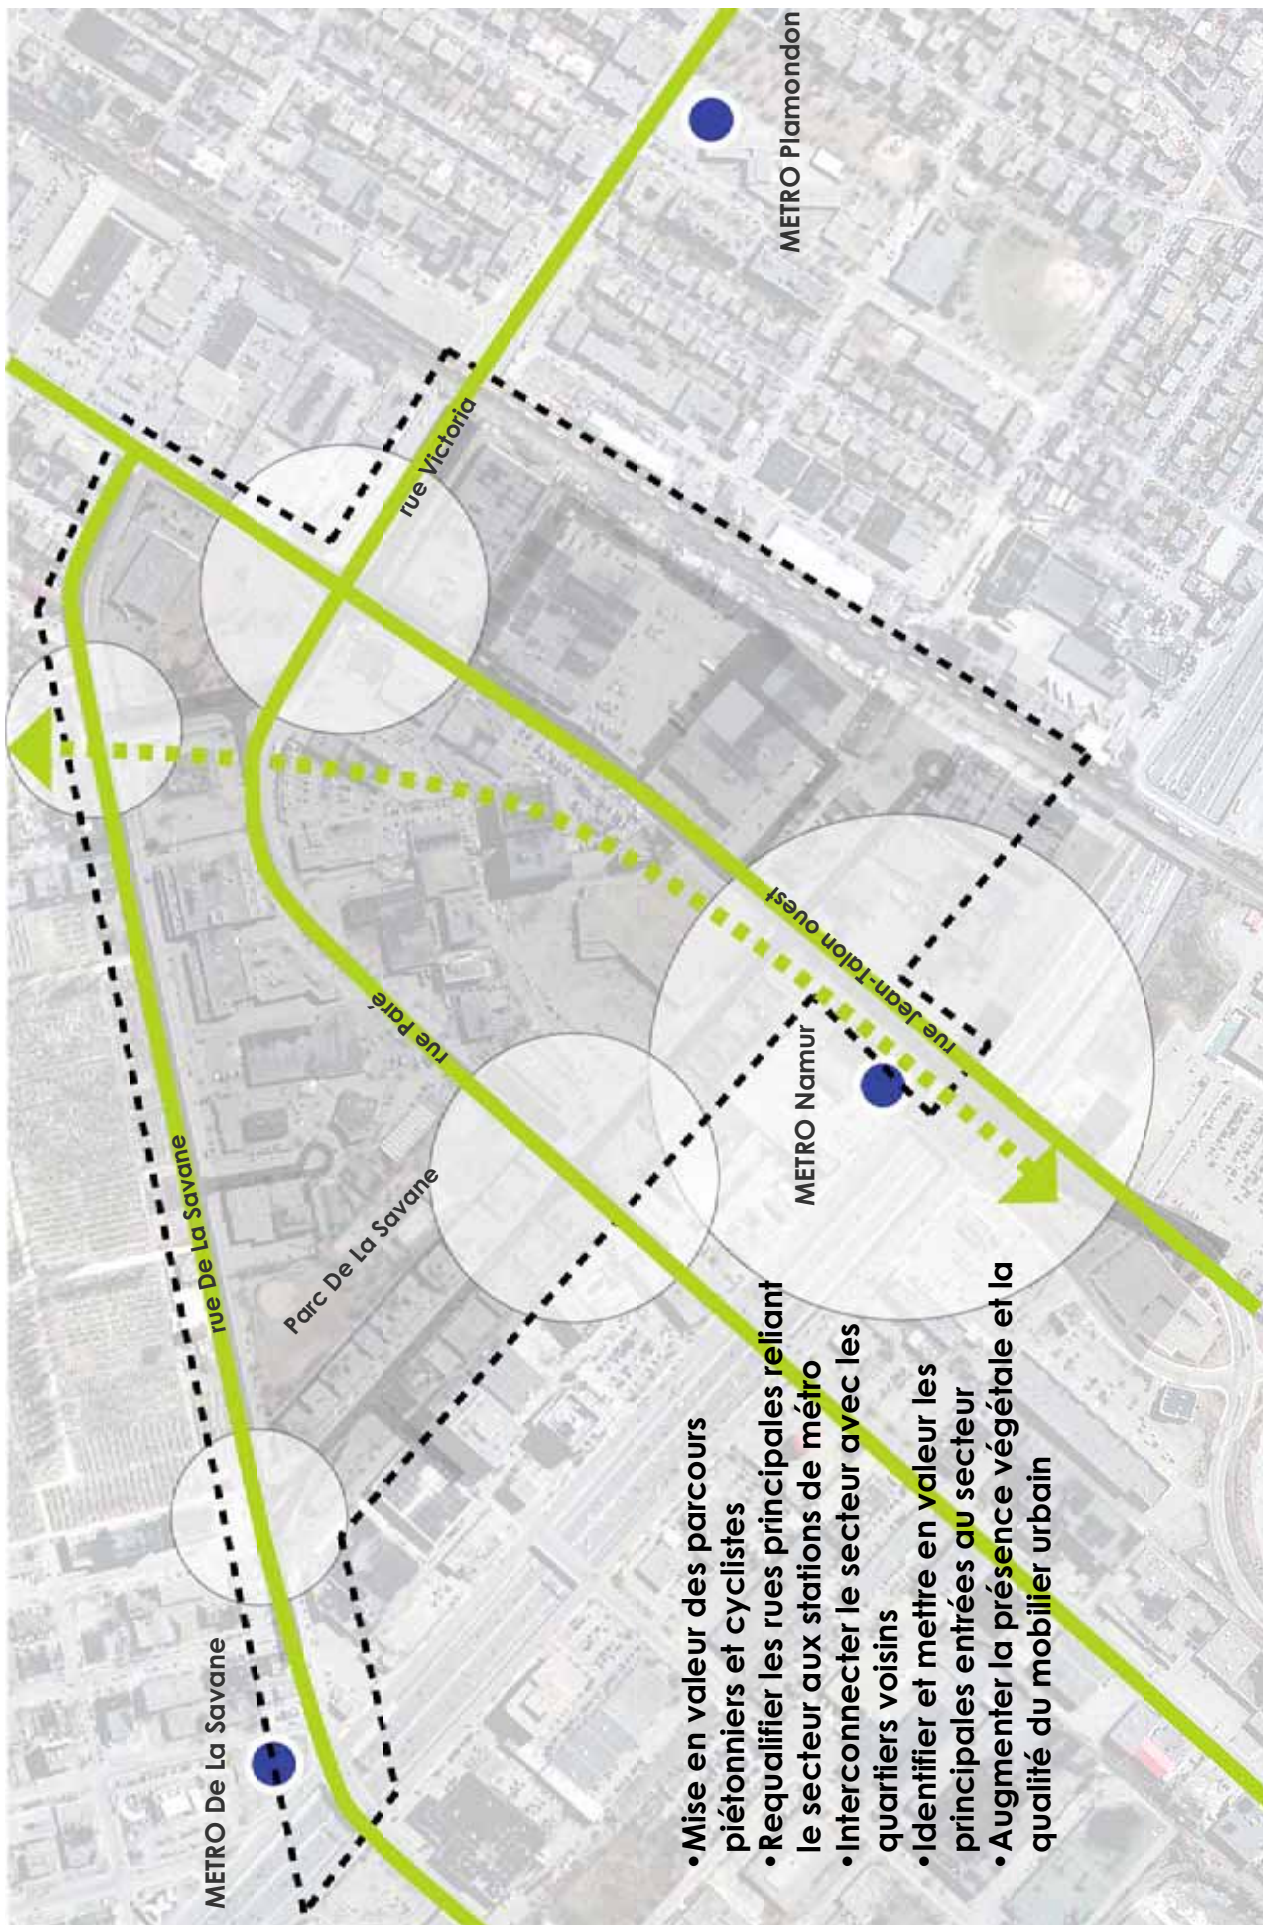 METRO De La Savane
rue De La Savane
Parc De La Savane
rue Paré
rue Victoria
METRO Namur
rue Jean-Talon ouest
METRO Plamondon
•Mise en valeur des parcours
piétonniers et cyclistes
•Requalifier les rues principales reliant
le secteur aux stations de métro
•Interconnecter le secteur avec les
quartiers voisins
•Identifier et mettre en valeur les
principales entrées au secteur
•Augmenter la présence végétale et la
qualité du mobilier urbain